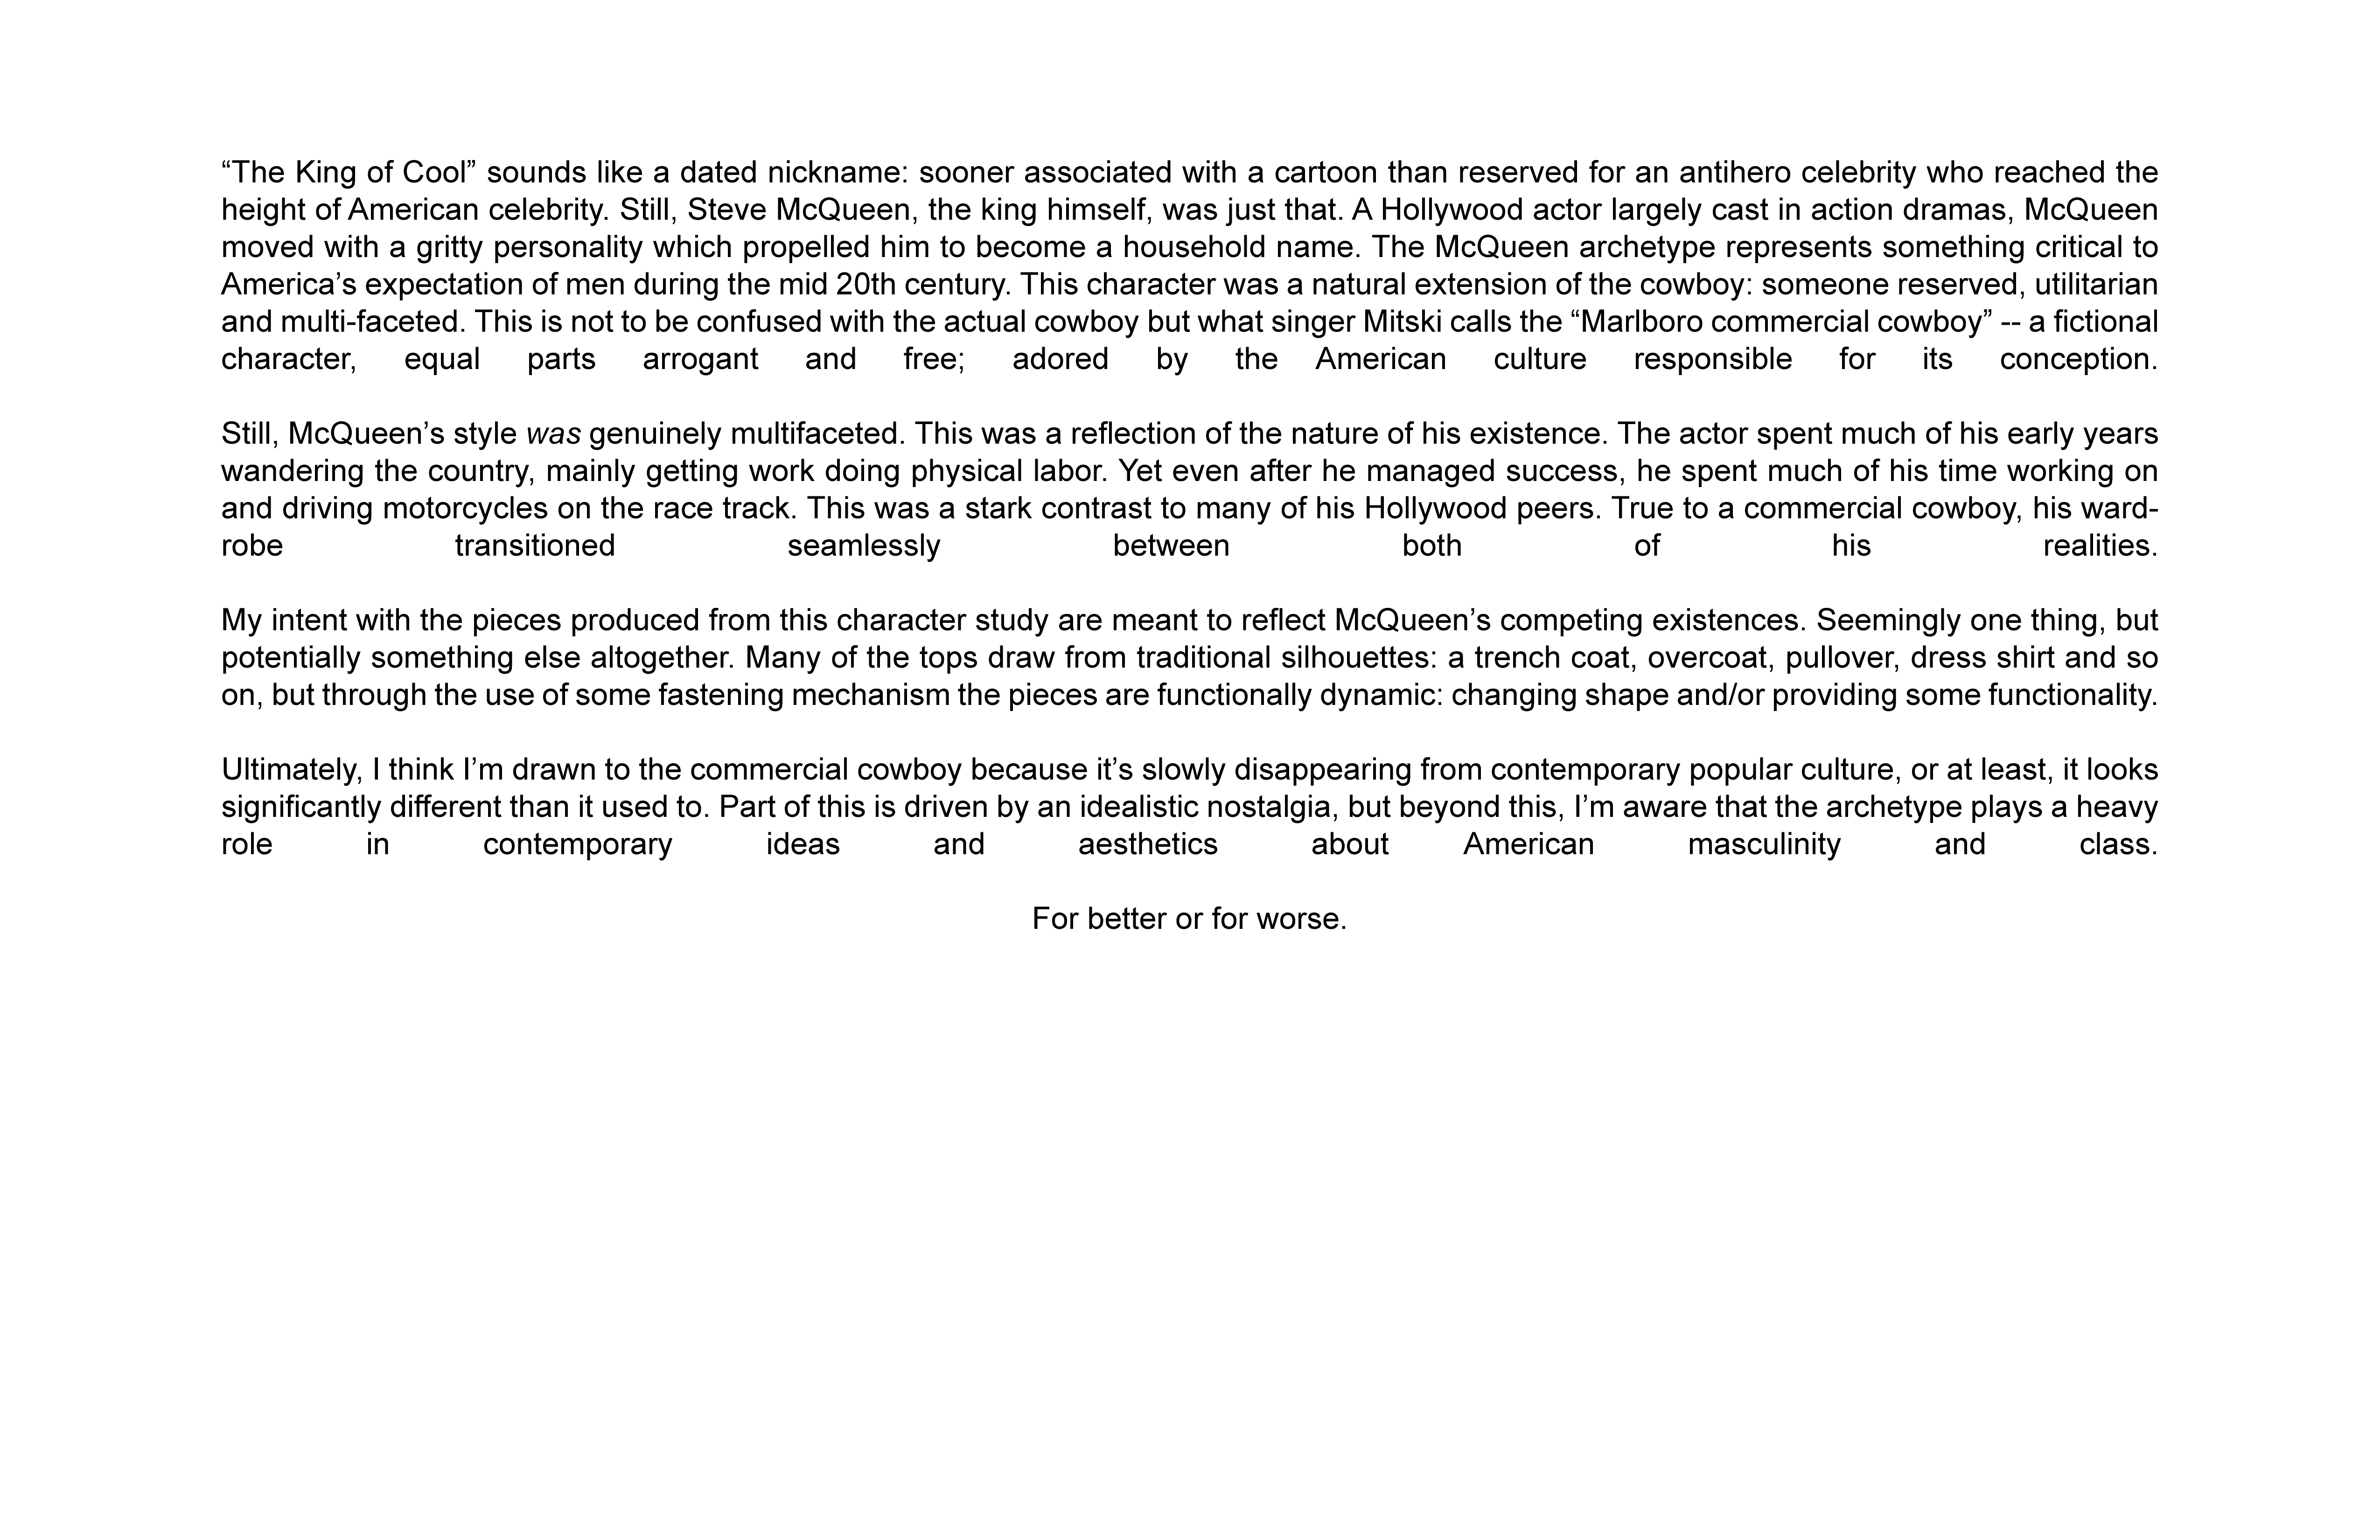 “The King of Cool” sounds like a dated nickname: sooner associated with a cartoon than reserved for an antihero celebrity who reached the
height of American celebrity. Still, Steve McQueen, the king himself, was just that. A Hollywood actor largely cast in action dramas, McQueen
moved with a gritty personality which propelled him to become a household name. The McQueen archetype represents something critical to
America’s expectation of men during the mid 20th century. This character was a natural extension of the cowboy: someone reserved, utilitarian
and multi-faceted. This is not to be confused with the actual cowboy but what singer Mitski calls the “Marlboro commercial cowboy” -- a fictional
character, equal parts arrogant and free; adored by the American culture responsible for its conception.
Still, McQueen’s style was genuinely multifaceted. This was a reflection of the nature of his existence. The actor spent much of his early years
wandering the country, mainly getting work doing physical labor. Yet even after he managed success, he spent much of his time working on
and driving motorcycles on the race track. This was a stark contrast to many of his Hollywood peers. True to a commercial cowboy, his ward-
robe transitioned seamlessly between both of his realities.
My intent with the pieces produced from this character study are meant to reflect McQueen’s competing existences. Seemingly one thing, but
potentially something else altogether. Many of the tops draw from traditional silhouettes: a trench coat, overcoat, pullover, dress shirt and so
on, but through the use of some fastening mechanism the pieces are functionally dynamic: changing shape and/or providing some functionality.
Ultimately, I think I’m drawn to the commercial cowboy because it’s slowly disappearing from contemporary popular culture, or at least, it looks
significantly different than it used to. Part of this is driven by an idealistic nostalgia, but beyond this, I’m aware that the archetype plays a heavy
role in contemporary ideas and aesthetics about American masculinity and class.
For better or for worse.